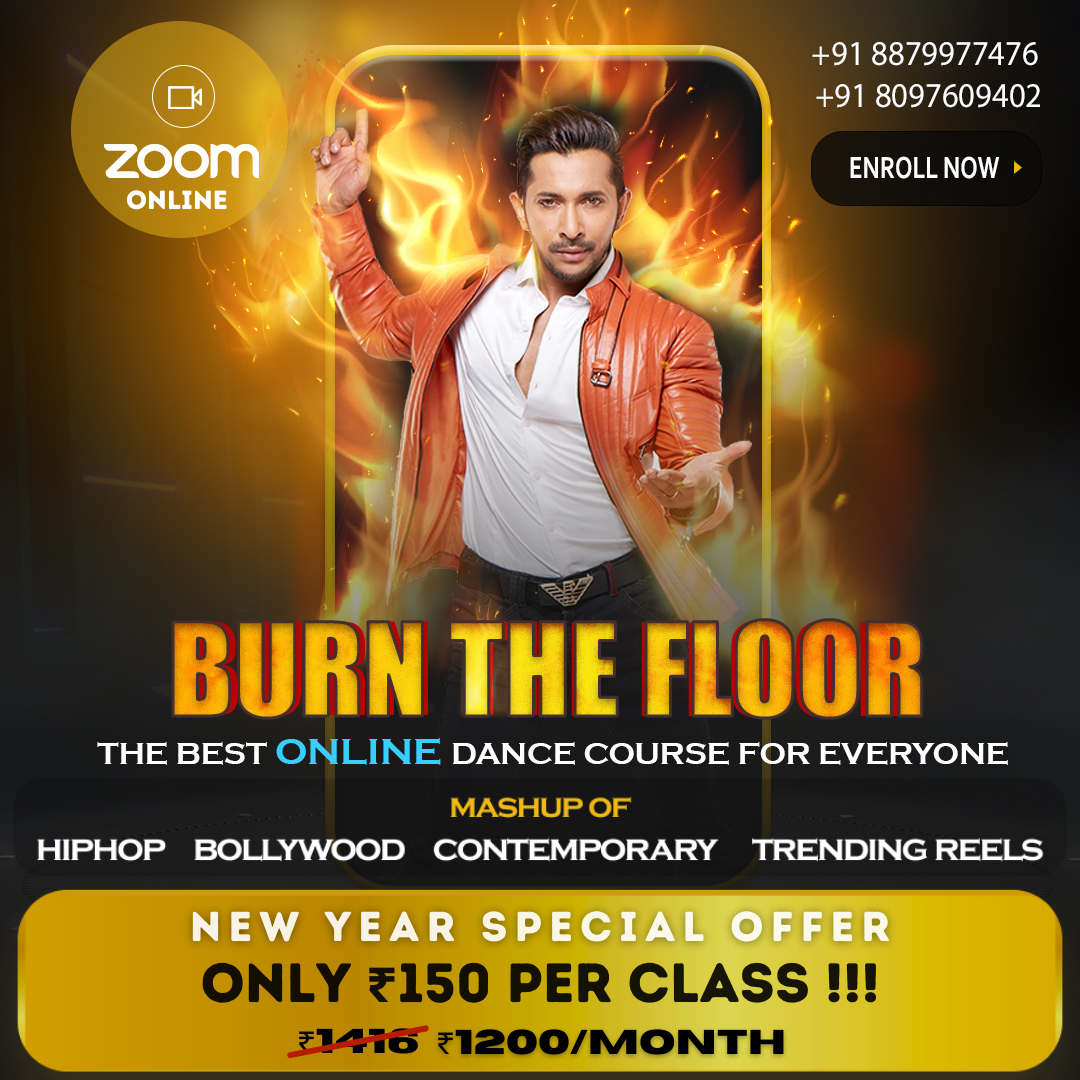 zoom
ONLINE
+91 8879977476
+91 8097609402
ENROLL NOW
BURN THE FLOOR
THE BEST ONLINE DANCE COURSE FOR EVERYONE
MASHUP OF
HIPHOP BOLLYWOOD CONTEMPORARY TRENDING REELS
NEW YEAR SPECIAL OFFER
ONLY ₹150 PER CLASS !!!
₹1416 ₹1200/MONTH